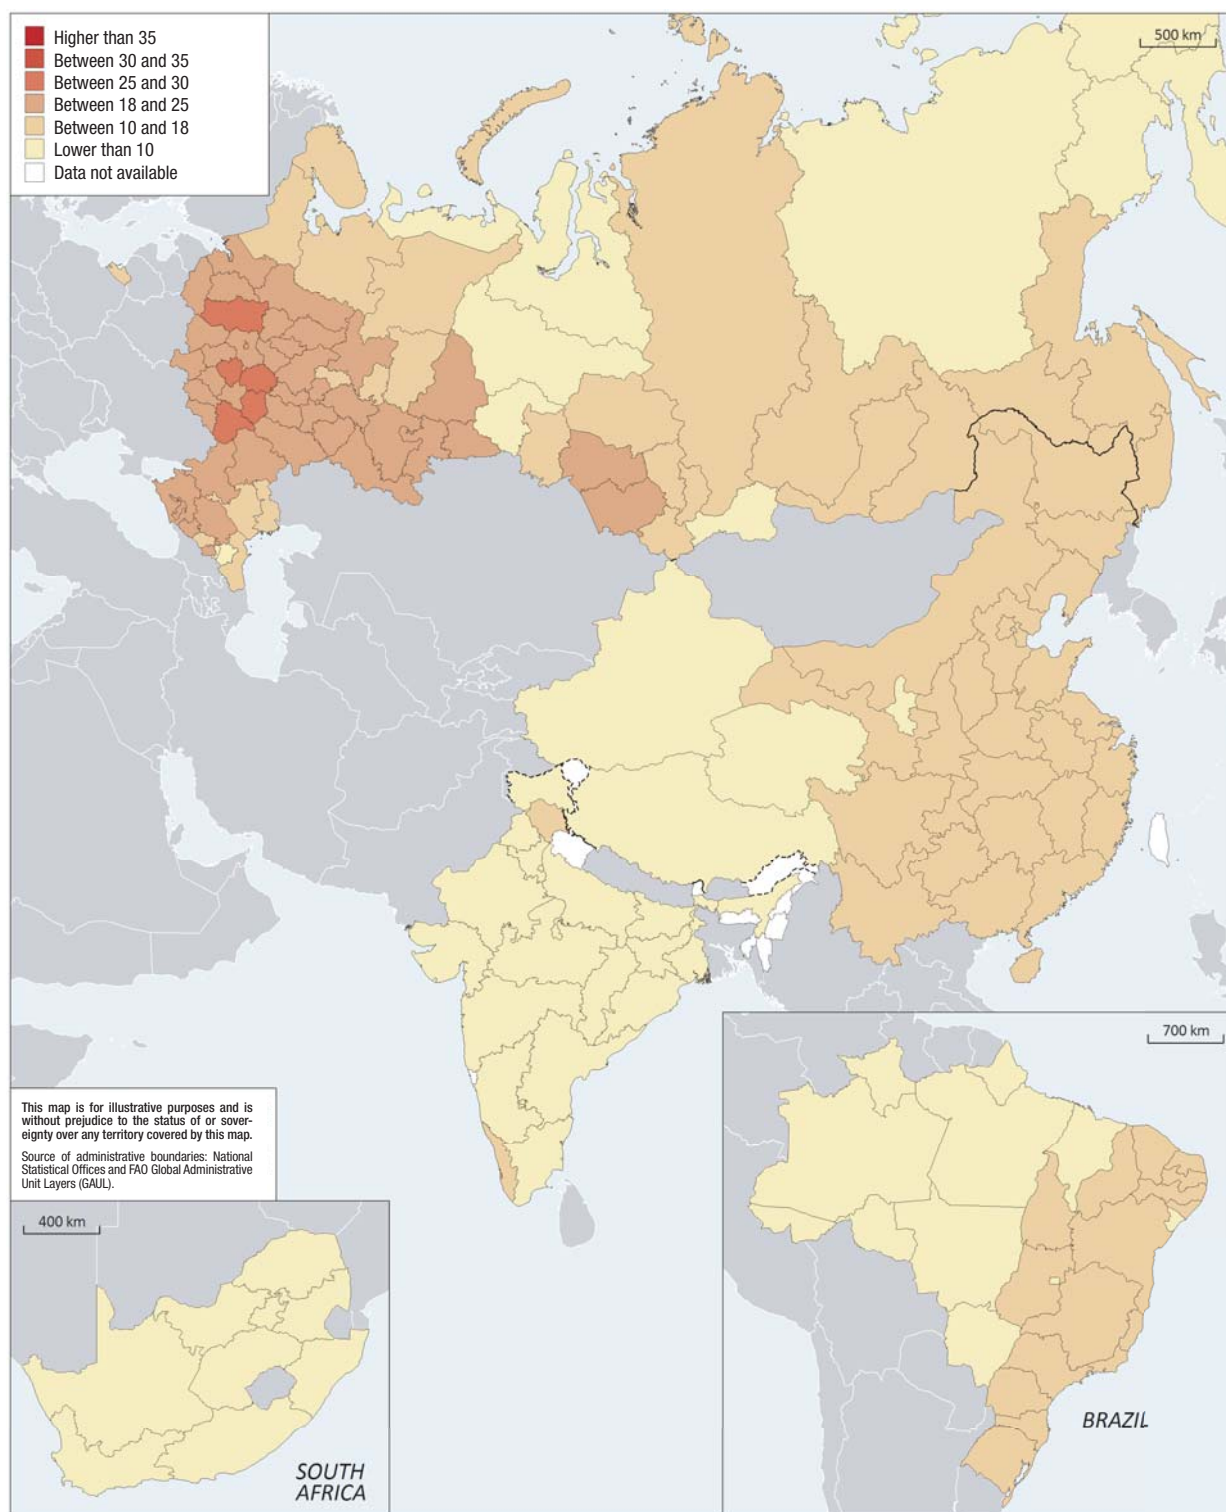 Higher than 35
Between 30 and 35
Between 25 and 30
Between 18 and 25
Between 10 and 18
Lower than 10
Data not available
500 km
700 km
This map is for illustrative purposes and is
without prejudice to the status of or sover-
eignty over any territory covered by this map.
Source of administrative boundaries: National
Statistical Offices and FAO Global Administrative
Unit Layers (GAUL).
400 km
SOUTH
AFRICA
BRAZIL